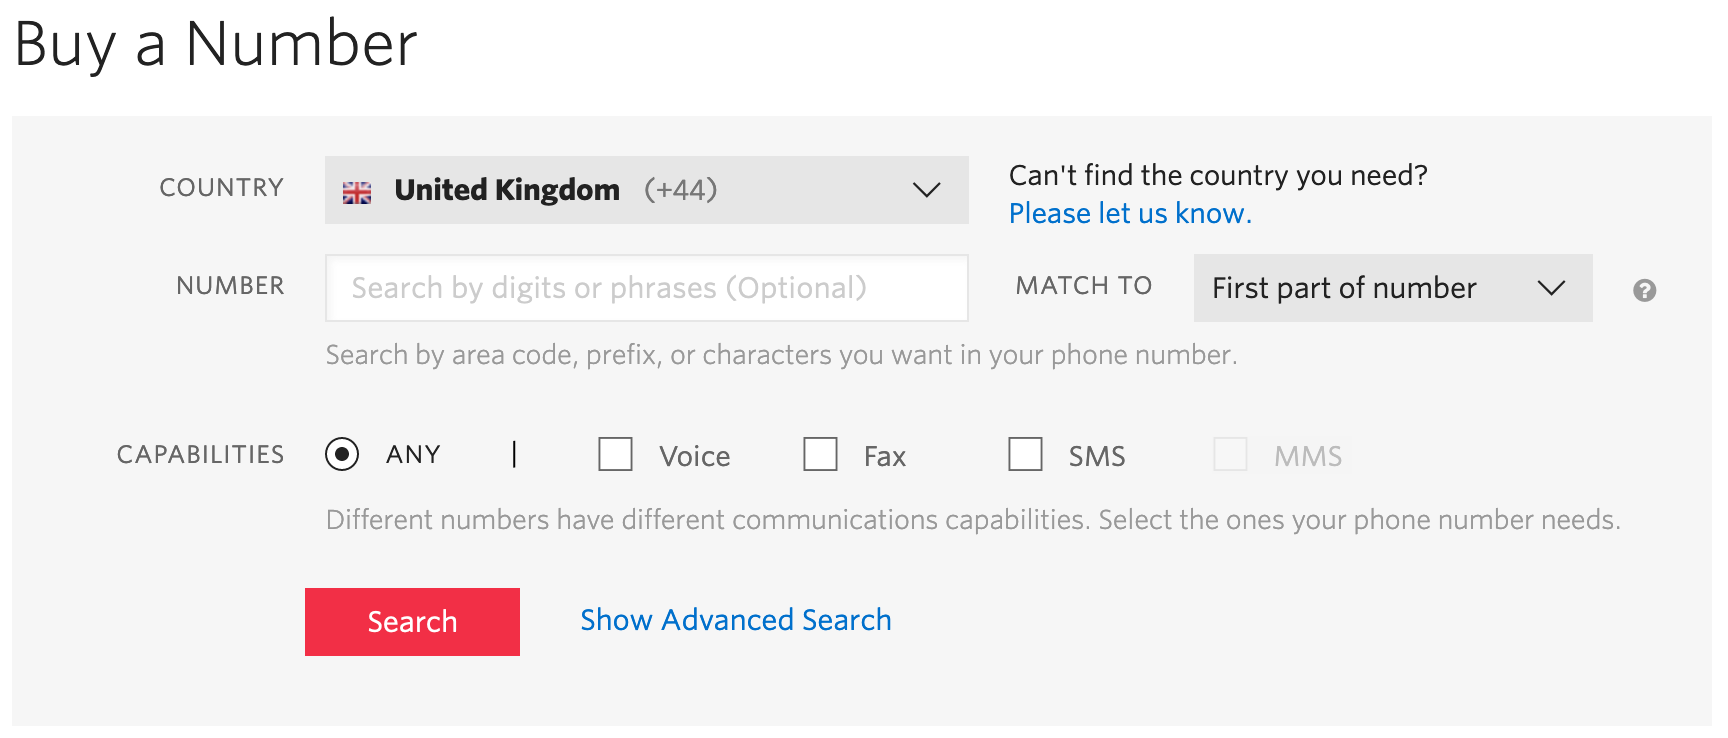 Buy a Number
COUNTRY United Kingdom (+44) Can't find the country you need?
Please let us know.
NUMBER Search by digits or phrases (Optional) MATCH TO First part of number ?
Search by area code, prefix, or characters you want in your phone number.
CAPABILITIES ANY | Voice Fax SMS MMS
Different numbers have different communications capabilities. Select the ones your phone number needs.
Search Show Advanced Search